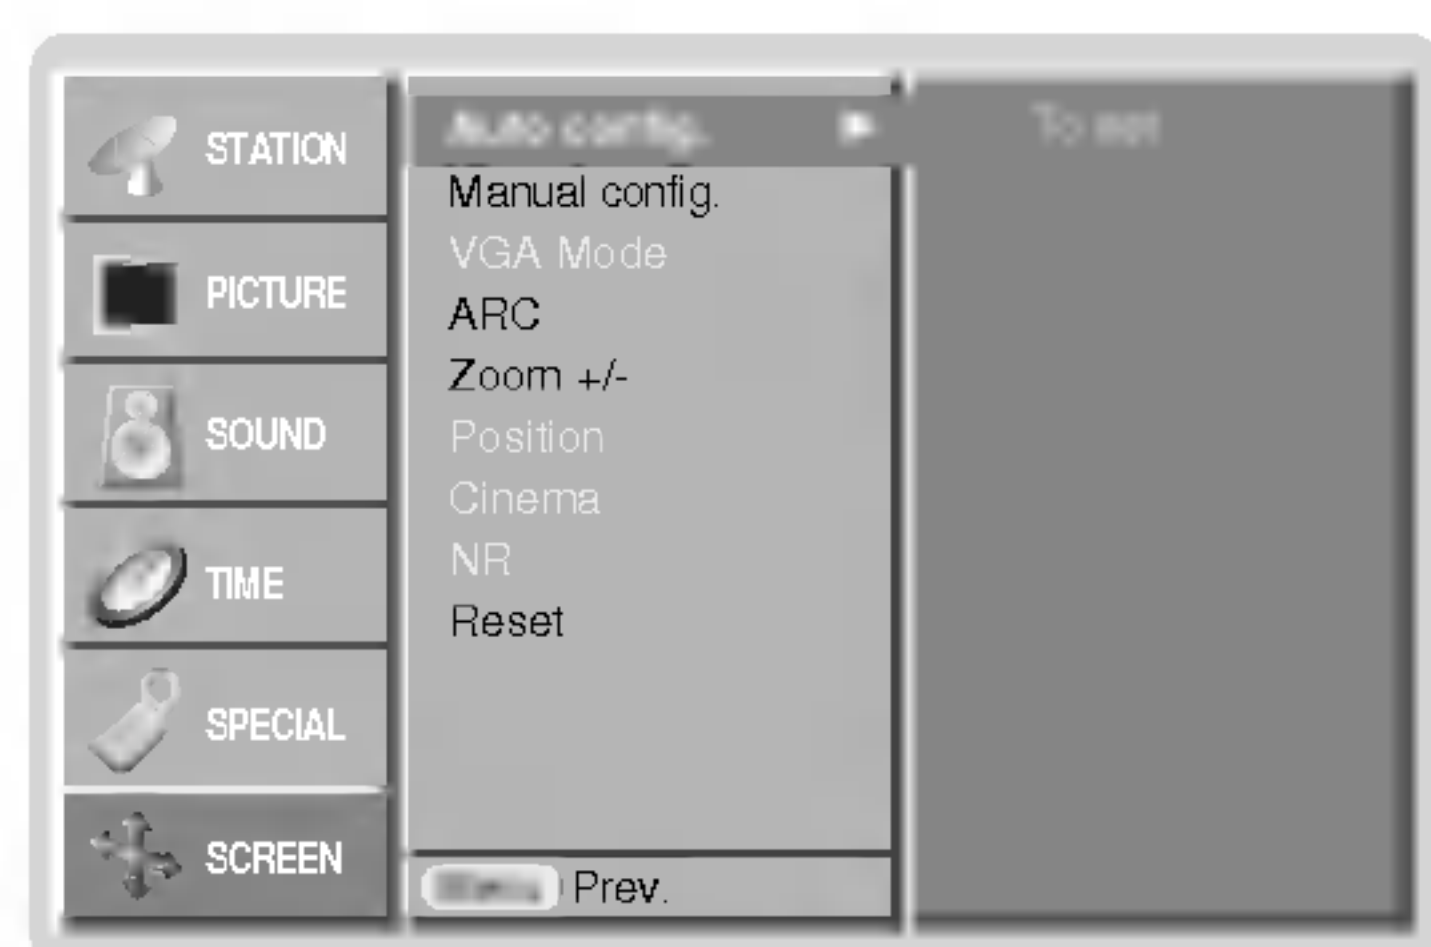 STATION
PICTURE
SOUND
TIME
SPECIAL
SCREEN
Auto config.
Manual config.
VGA Mode
ARC
Zoom +/-
Position
Cinema
NR
Reset
Prev.
To set